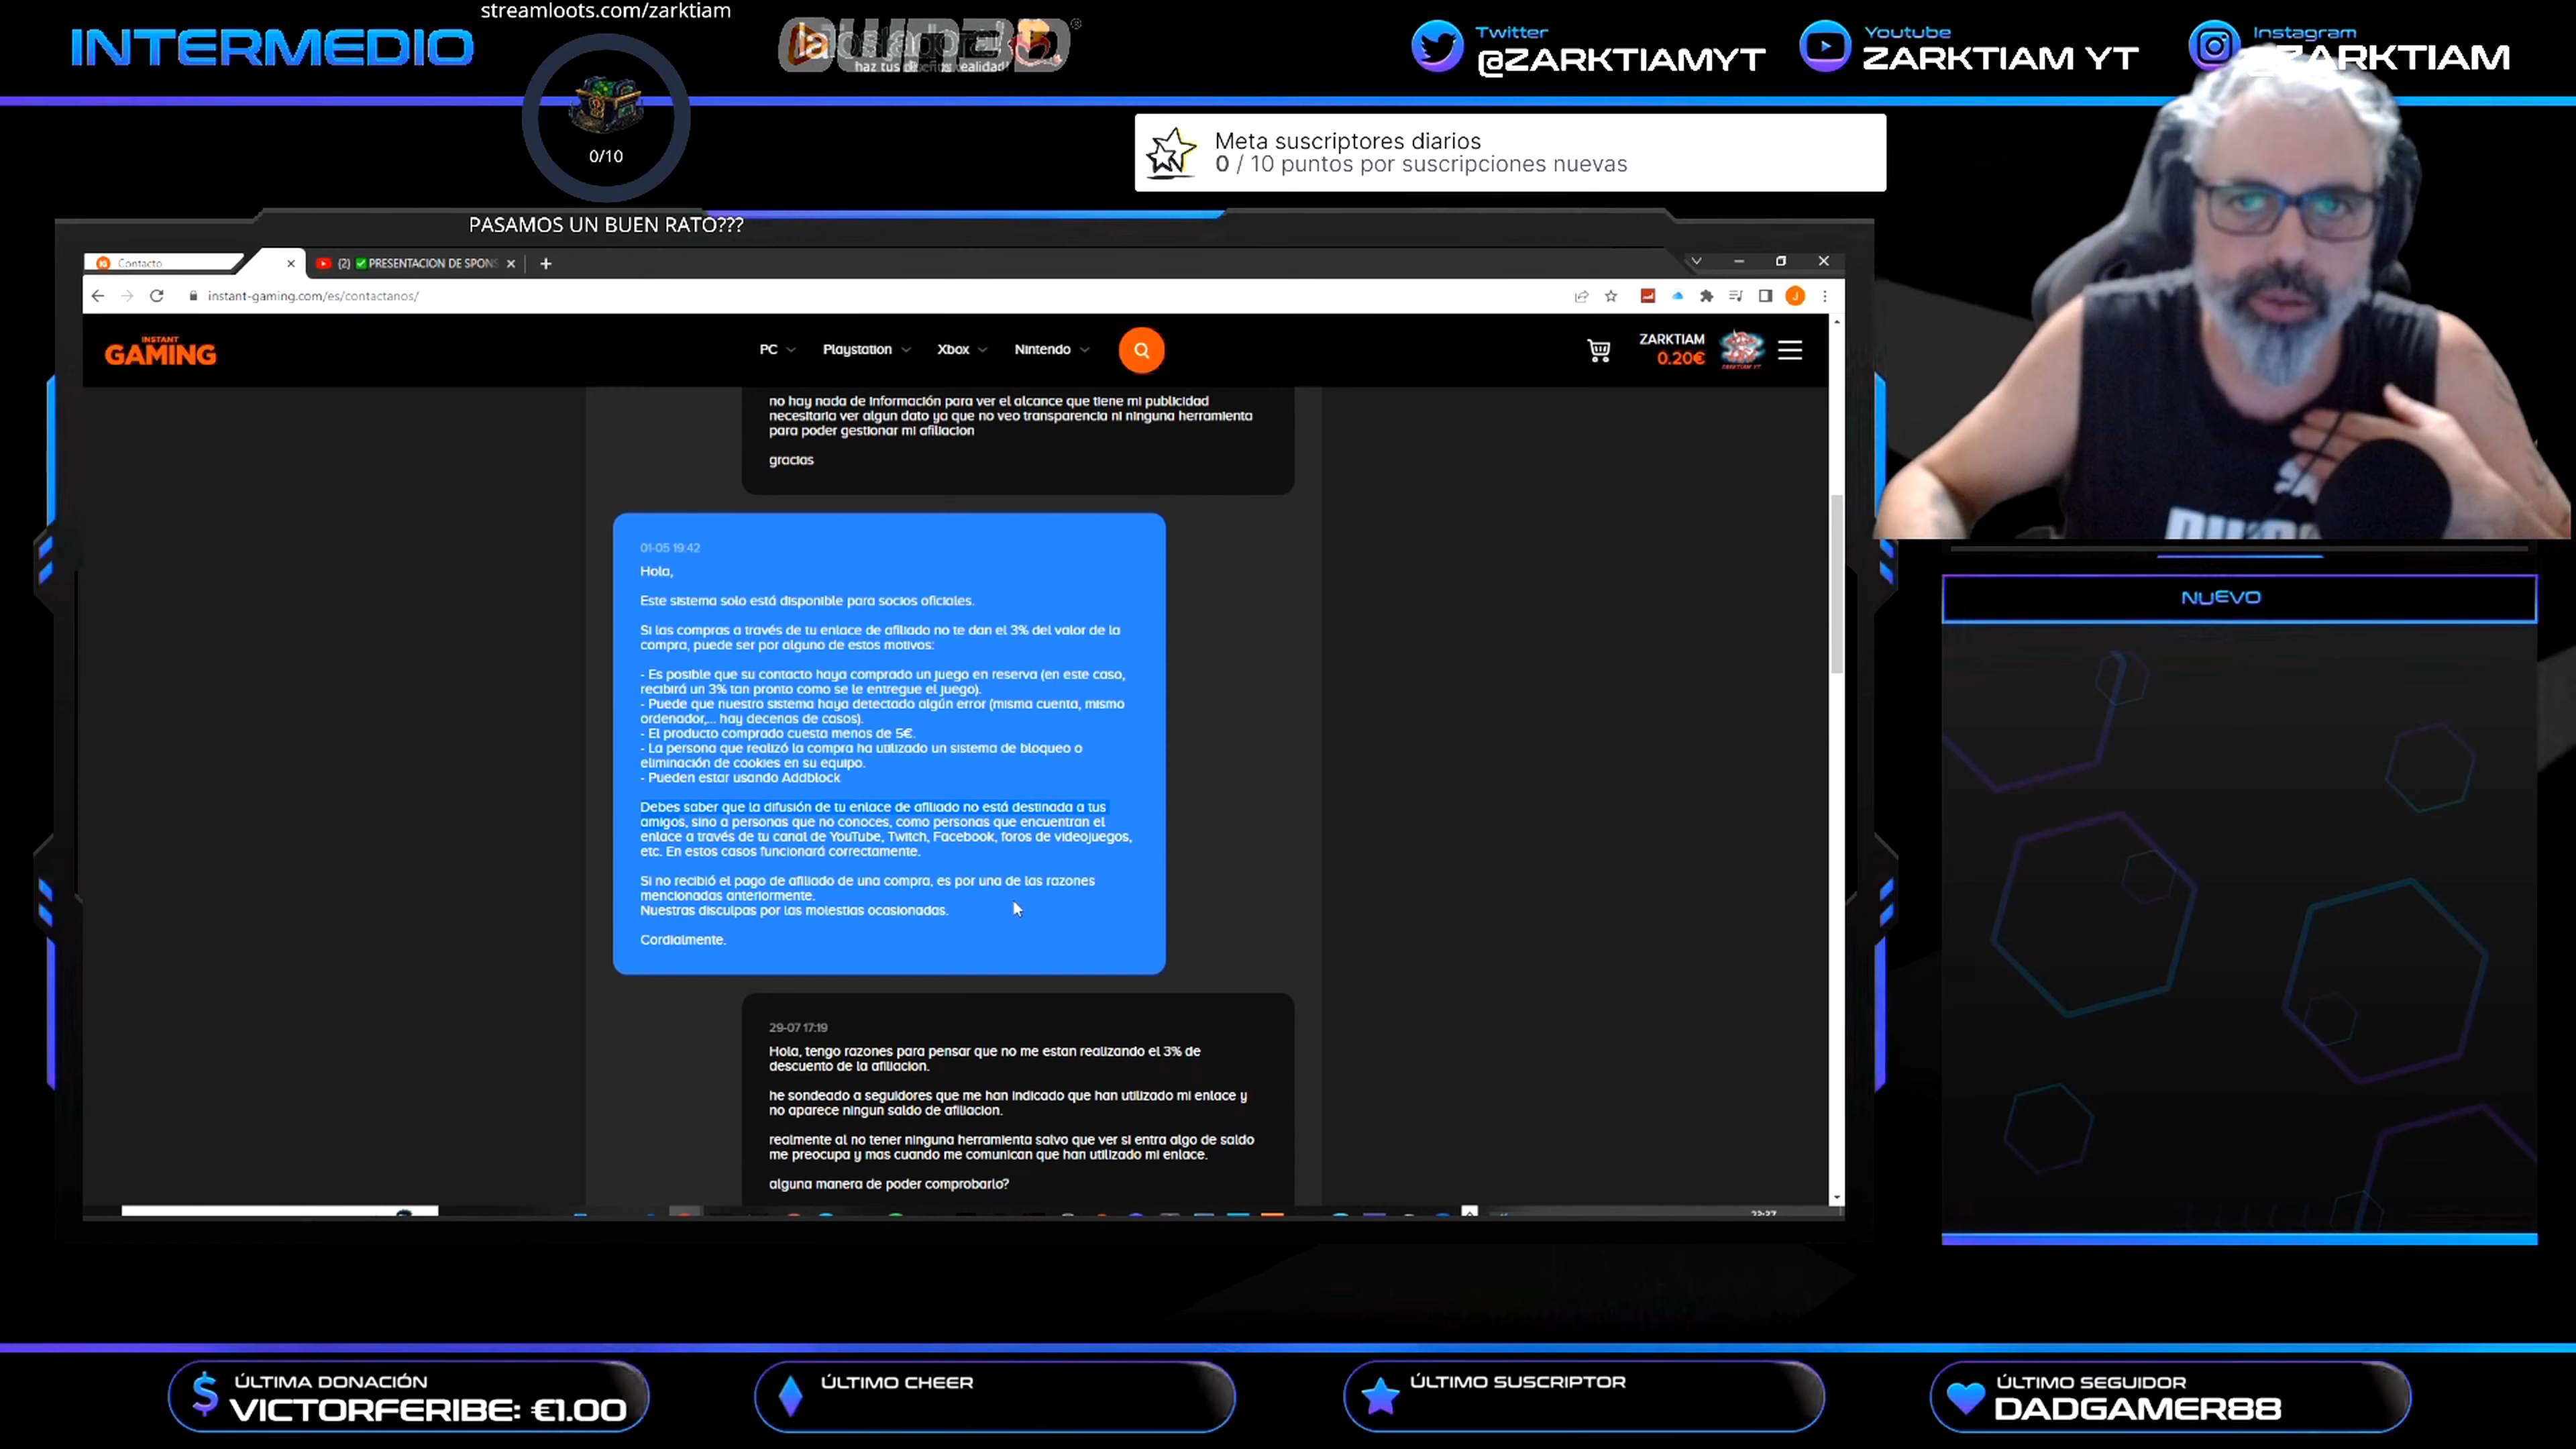 streamloots.com/zarktiam
INTERMEDIO
haz tus diseños realidad!
Twitter
@ZARKTIAMYT
Youtube
ZARKTIAM YT
Instagram
ZARKTIAM
0/10
Meta suscriptores diarios
0 / 10 puntos por suscripciones nuevas
PASAMOS UN BUEN RATO???
Contacto
(2) ✅ PRESENTACION DE SPONS
instant-gaming.com/es/contactanos/
INSTANT
GAMING
PC
Playstation
Xbox
Nintendo
ZARKTIAM
0.20€
no hay nada de información para ver el alcance que tiene mi publicidad
necesitaria ver algun dato ya que no veo transparencia ni ninguna herramienta
para poder gestionar mi afiliacion
gracias
01-05 19:42
Hola,
Este sistema solo está disponible para socios oficiales.
Si las compras a través de tu enlace de afiliado no te dan el 3% del valor de la
compra, puede ser por alguno de estos motivos:
- Es posible que su contacto haya comprado un juego en reserva (en este caso,
recibirá un 3% tan pronto como se le entregue el juego).
- Puede que nuestro sistema haya detectado algún error (misma cuenta, mismo
ordenador,... hay decenas de casos).
- El producto comprado cuesta menos de 5€.
- La persona que realizó la compra ha utilizado un sistema de bloqueo o
eliminación de cookies en su equipo.
- Pueden estar usando Addblock
Debes saber que la difusión de tu enlace de afiliado no está destinada a tus
amigos, sino a personas que no conoces, como personas que encuentran el
enlace a través de tu canal de YouTube, Twitch, Facebook, foros de videojuegos,
etc. En estos casos funcionará correctamente.
Si no recibió el pago de afiliado de una compra, es por una de las razones
mencionadas anteriormente.
Nuestras disculpas por las molestias ocasionadas.
Cordialmente.
29-07 17:19
Hola, tengo razones para pensar que no me estan realizando el 3% de
descuento de la afiliacion.
he sondeado a seguidores que me han indicado que han utilizado mi enlace y
no aparece ningun saldo de afiliacion.
realmente al no tener ninguna herramienta salvo que ver si entra algo de saldo
me preocupa y mas cuando me comunican que han utilizado mi enlace.
alguna manera de poder comprobarlo?
22:27
NUEVO
ÚLTIMA DONACIÓN
VICTORFERIBE: €1.00
ÚLTIMO CHEER
ÚLTIMO SUSCRIPTOR
ÚLTIMO SEGUIDOR
DADGAMER88